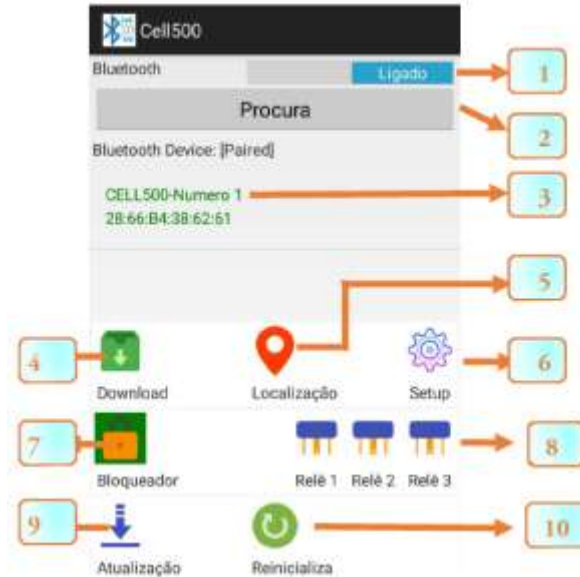 Cell500
Bluetooth Ligado 1
Procura
2
Bluetooth Device: [Paired]
CELL500-Numero 1 3
28:66:B4:38:62:61
5
4 6
Download Localização Setup
7 8
Bloqueador Relé 1 Relé 2 Relé 3
9 10
Atualização Reinicializa